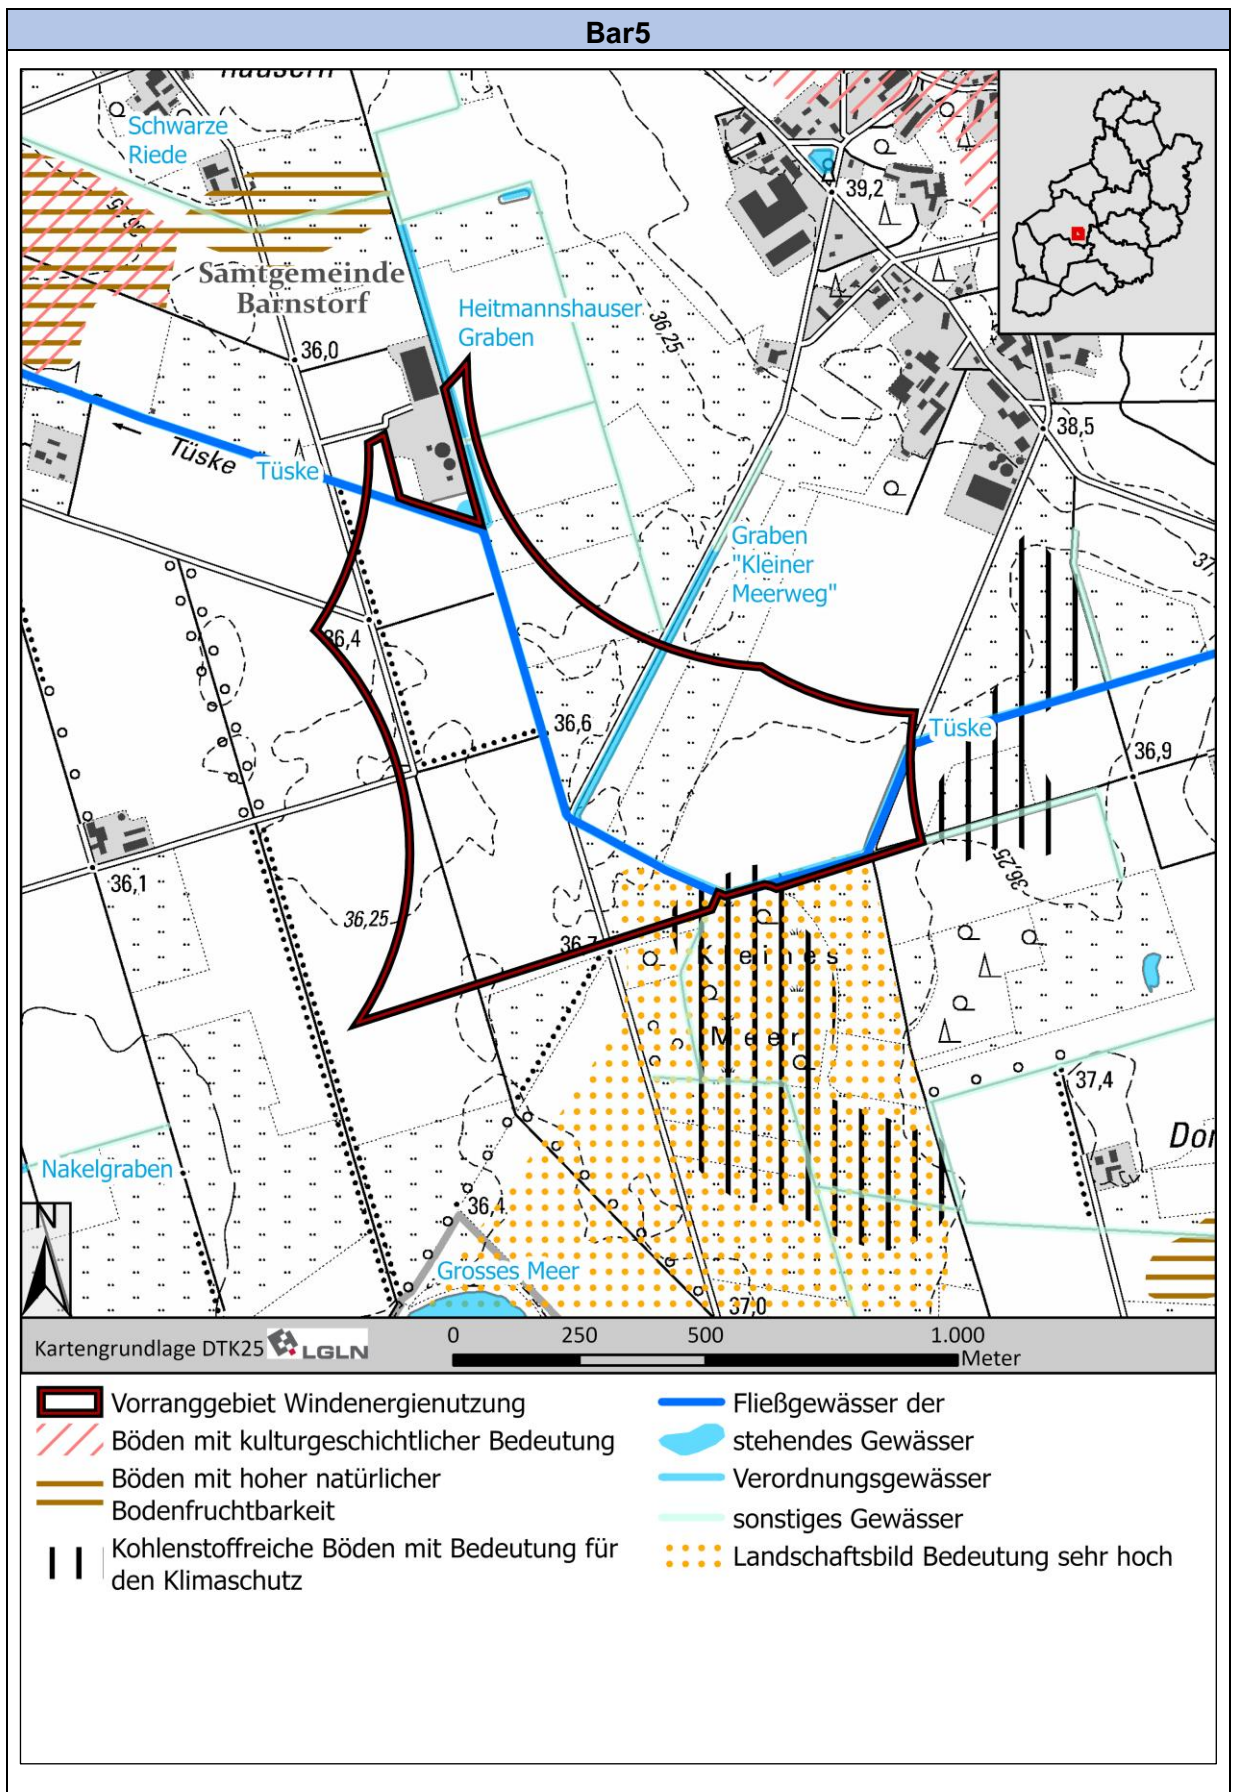 Bar5
Schwarze
Riede
39,2
36,25
Samtgemeinde
Barnstorf
Heitmannshauser
Graben
36,25
36,0
38,5
Tüske
Tüske
Graben
"Kleiner
Meerweg"
36,4
36,6
Tüske
36,9
36,1
36,25
36,25
36,7
Kleines
Meer
37,4
Nakelgraben
36,4
Grosses Meer
37,0
N
Kartengrundlage DTK25 LGLN
0 250 500 1.000
Meter
Vorranggebiet Windenergienutzung
Böden mit kulturgeschichtlicher Bedeutung
Böden mit hoher natürlicher
Bodenfruchtbarkeit
Kohlenstoffreiche Böden mit Bedeutung für
den Klimaschutz
Fließgewässer der
stehendes Gewässer
Verordnungsgewässer
sonstiges Gewässer
Landschaftsbild Bedeutung sehr hoch